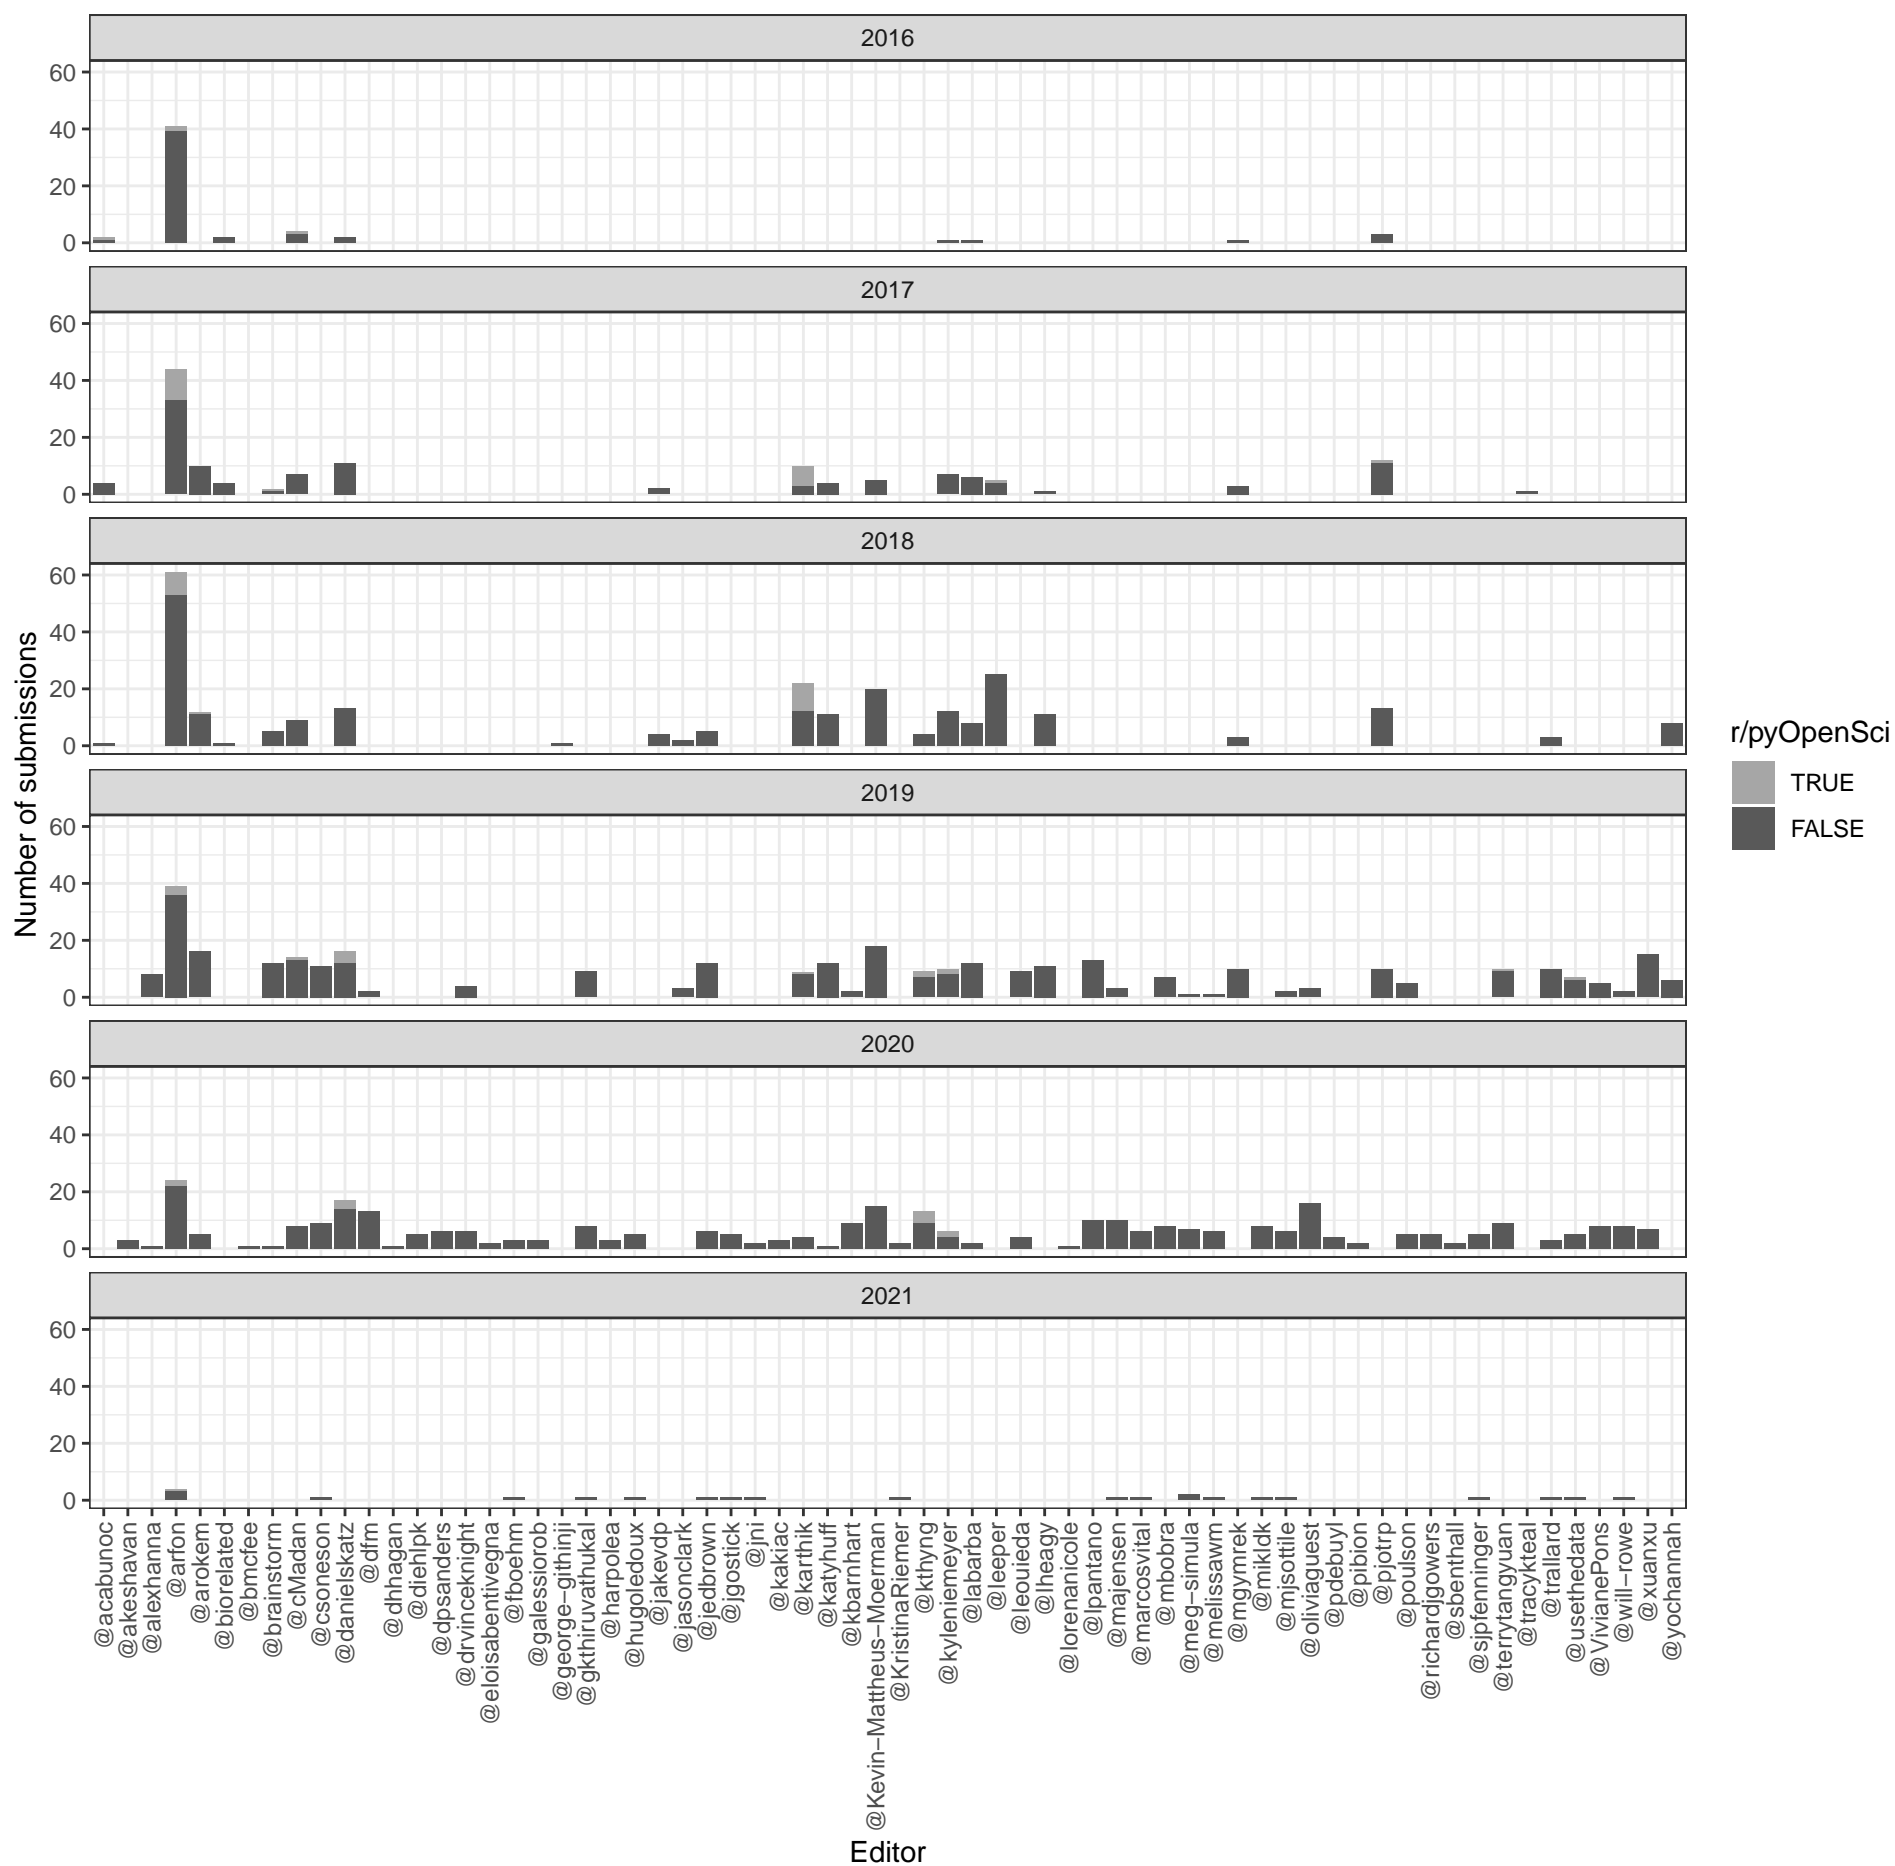 2016
60
40
20
0
2017
60
40
20
0
2018
60
40
20
0
2019
60
40
20
0
2020
60
40
20
0
2021
60
40
20
0
Number of submissions
r/pyOpenSci
TRUE
FALSE
@acabunoc
@akeshavan
@alexhanna
@arfon
@arokem
@biorelated
@bmcfee
@brainstorm
@cMadan
@csoneson
@danielskatz
@dfm
@dhhagan
@diehlpk
@dpsanders
@drvinceknight
@eloisabentivegna
@fboehm
@galessiorob
@george−githinji
@gkthiruvathukal
@harpolea
@hugoledoux
@jakevdp
@jasonclark
@jedbrown
@jgostick
@jni
@kakiac
@karthik
@katyhuff
@kbarnhart
@Kevin−Mattheus−Moerman
@KristinaRiemer
@kthyng
@kyleniemeyer
@labarba
@leeper
@leouieda
@lheagy
@lorenanicole
@lpantano
@majensen
@marcosvital
@mbobra
@meg−simula
@melissawm
@mgymrek
@mikldk
@mjsottile
@oliviaguest
@pdebuyl
@pibion
@pjotrp
@poulson
@richardjgowers
@sbenthall
@sjpfenninger
@terrytangyuan
@tracykteal
@trallard
@usethedata
@VivianePons
@will−rowe
@xuanxu
@yochannah
Editor